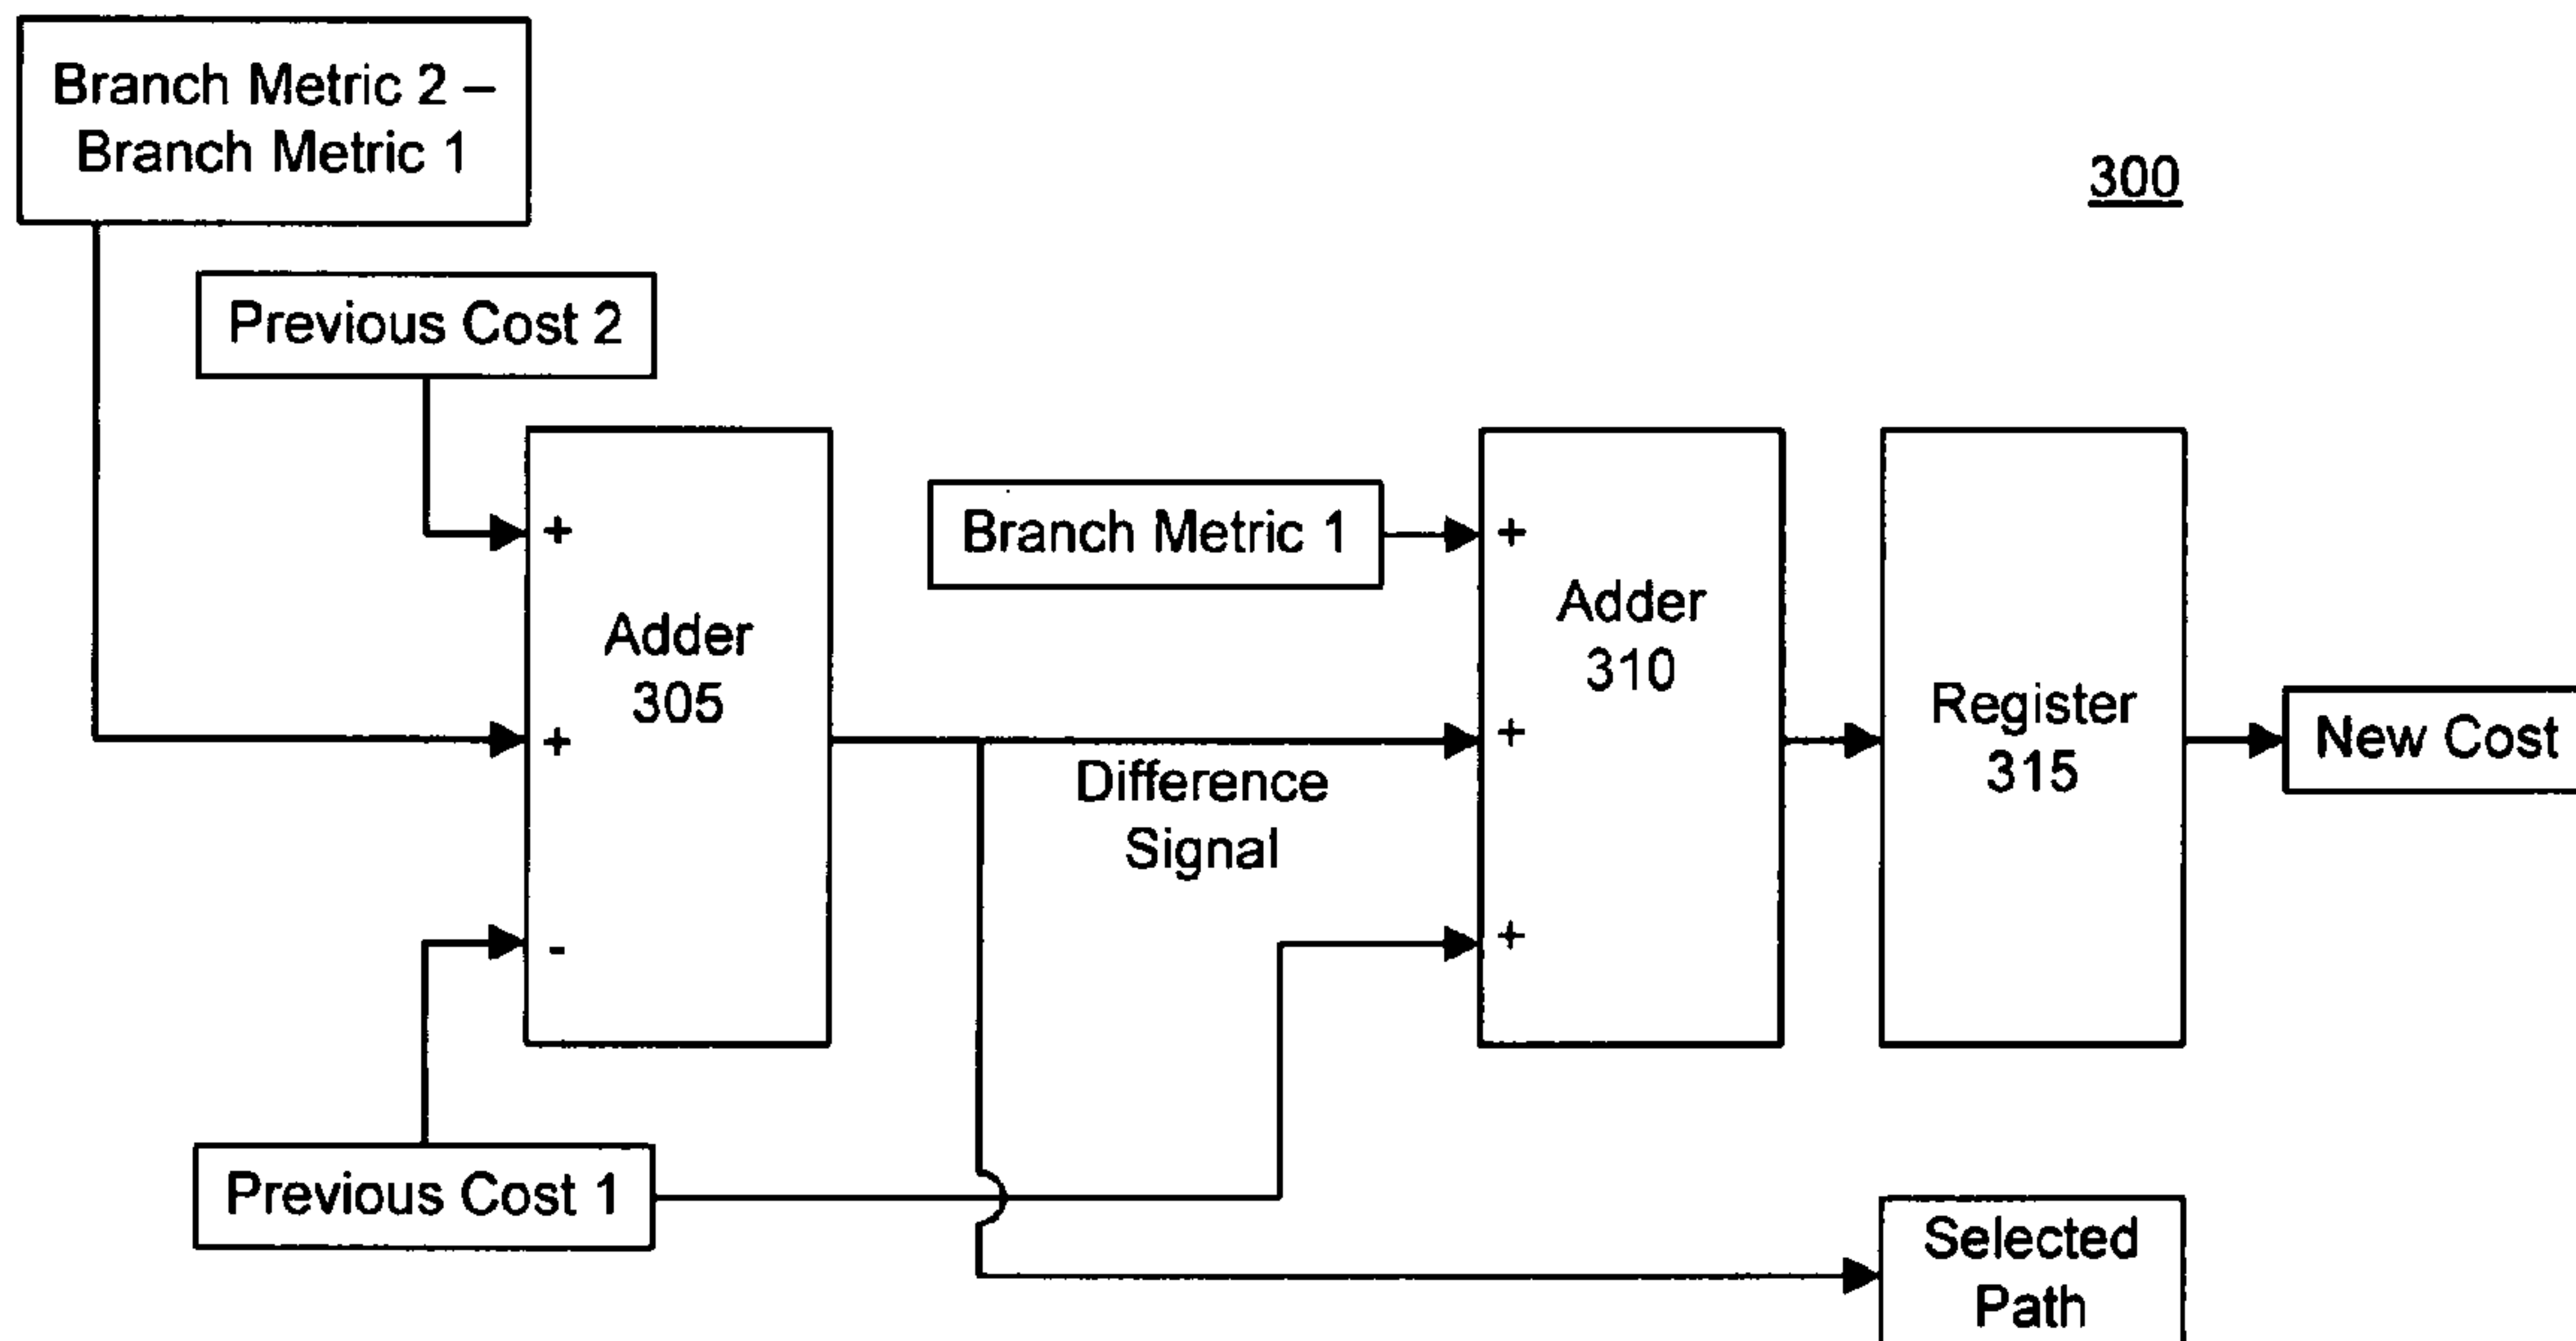 Branch Metric 2 –
Branch Metric 1
300
Previous Cost 2
+
Branch Metric 1
+
Adder
305
Adder
310
+
+
Difference
Signal
Register
315
New Cost
-
+
Previous Cost 1
Selected
Path